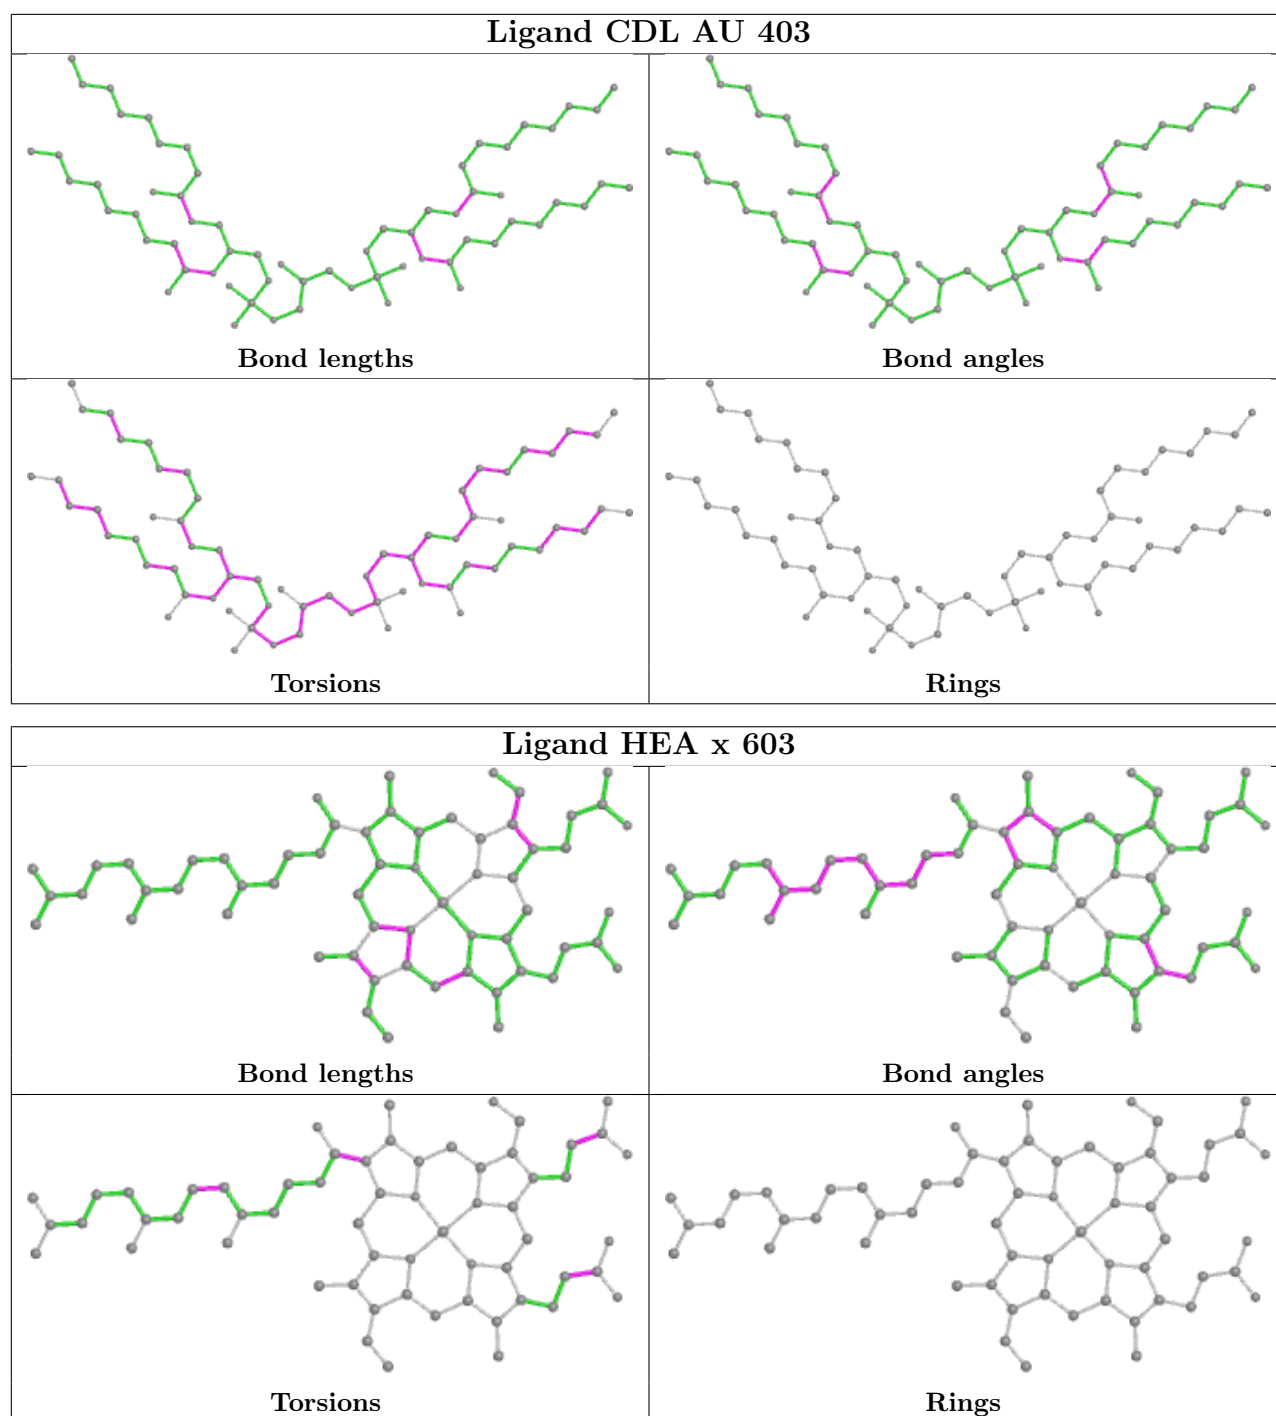 Ligand CDL AU 403
Bond lengths
Bond angles
Torsions
Rings
Ligand HEA x 603
Bond lengths
Bond angles
Torsions
Rings